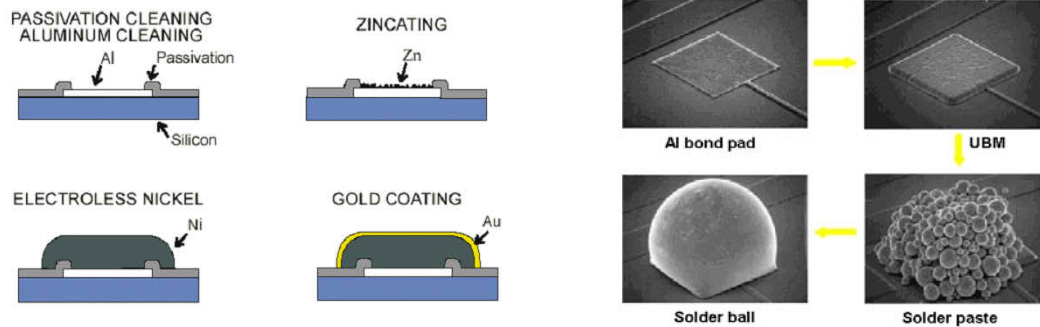 PASSIVATION CLEANING
ALUMINUM CLEANING
Al
Passivation
Silicon
ZINCATING
Zn
ELECTROLESS NICKEL
Ni
GOLD COATING
Au
Al bond pad
UBM
Solder ball
Solder paste